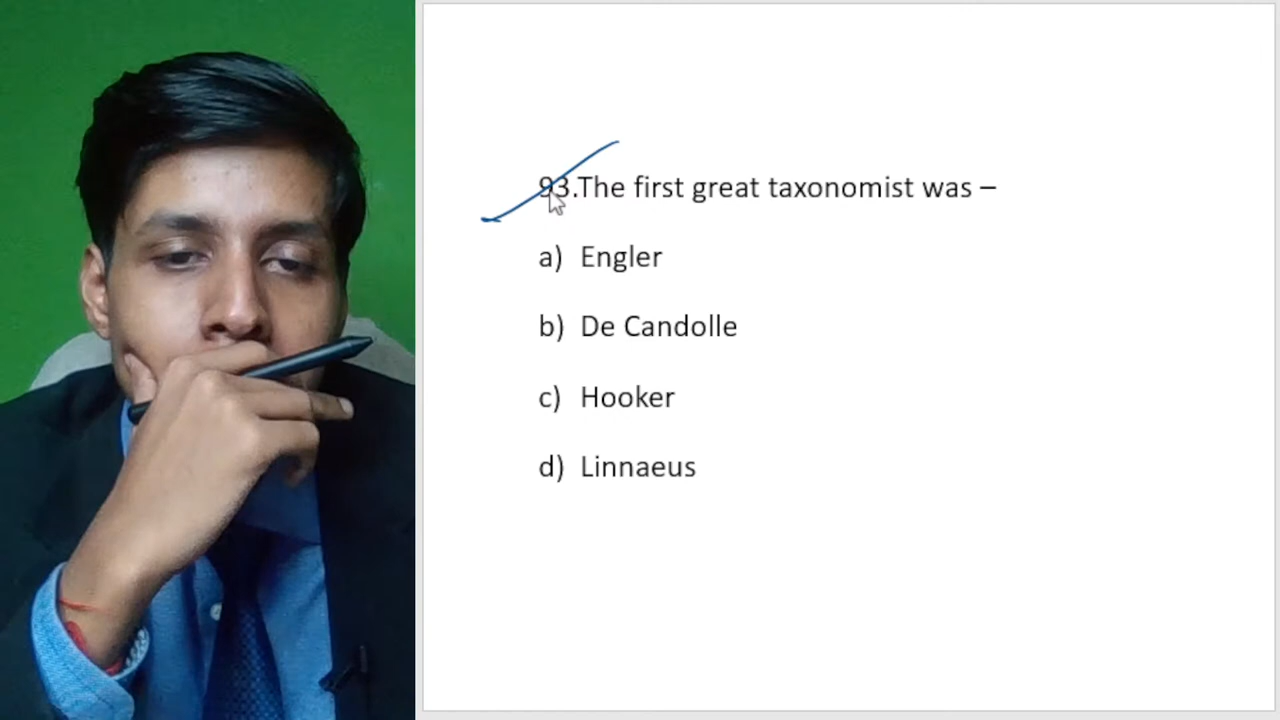 93.The first great taxonomist was –
a) Engler
b) De Candolle
c) Hooker
d) Linnaeus